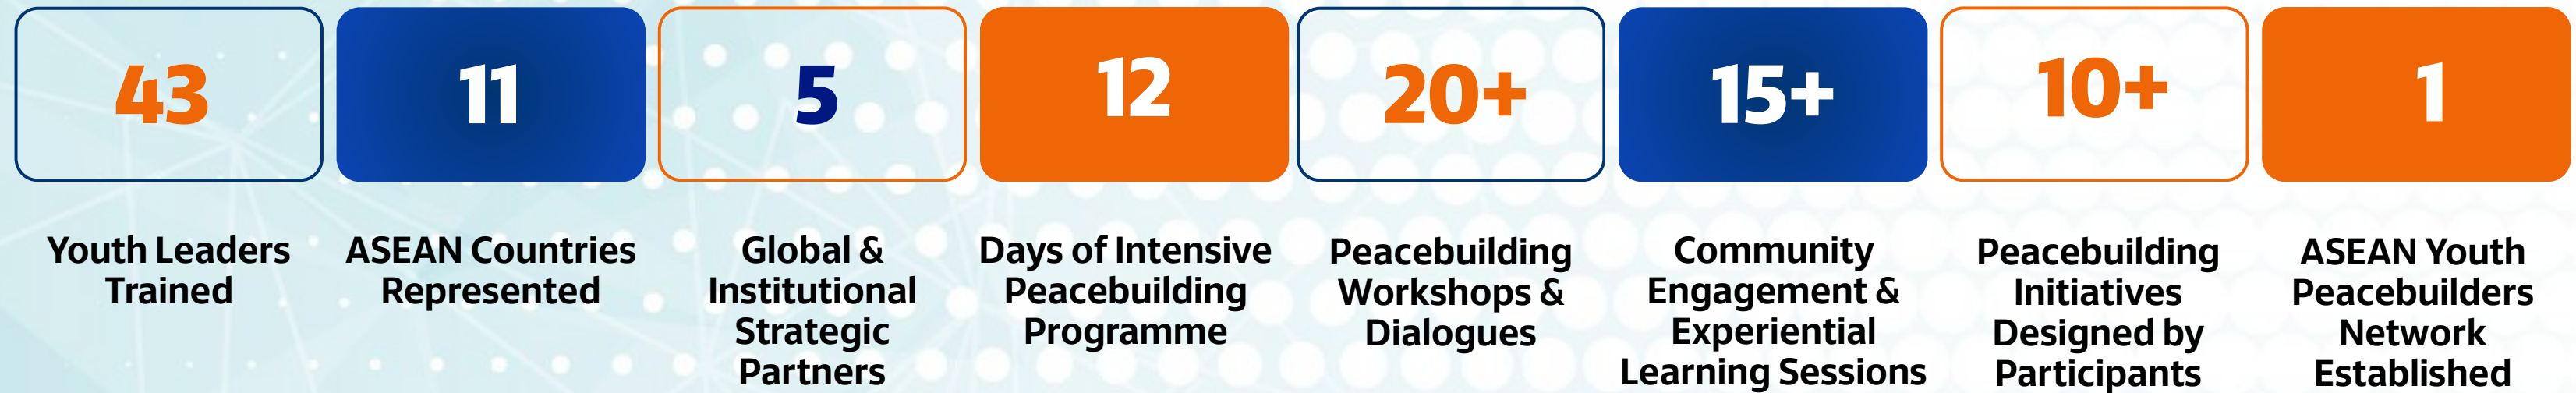 43
Youth Leaders
Trained
11
ASEAN Countries
Represented
5
Global &
Institutional
Strategic
Partners
12
Days of Intensive
Peacebuilding
Programme
20+
Peacebuilding
Workshops &
Dialogues
15+
Community
Engagement &
Experiential
Learning Sessions
10+
Peacebuilding
Initiatives
Designed by
Participants
1
ASEAN Youth
Peacebuilders
Network
Established